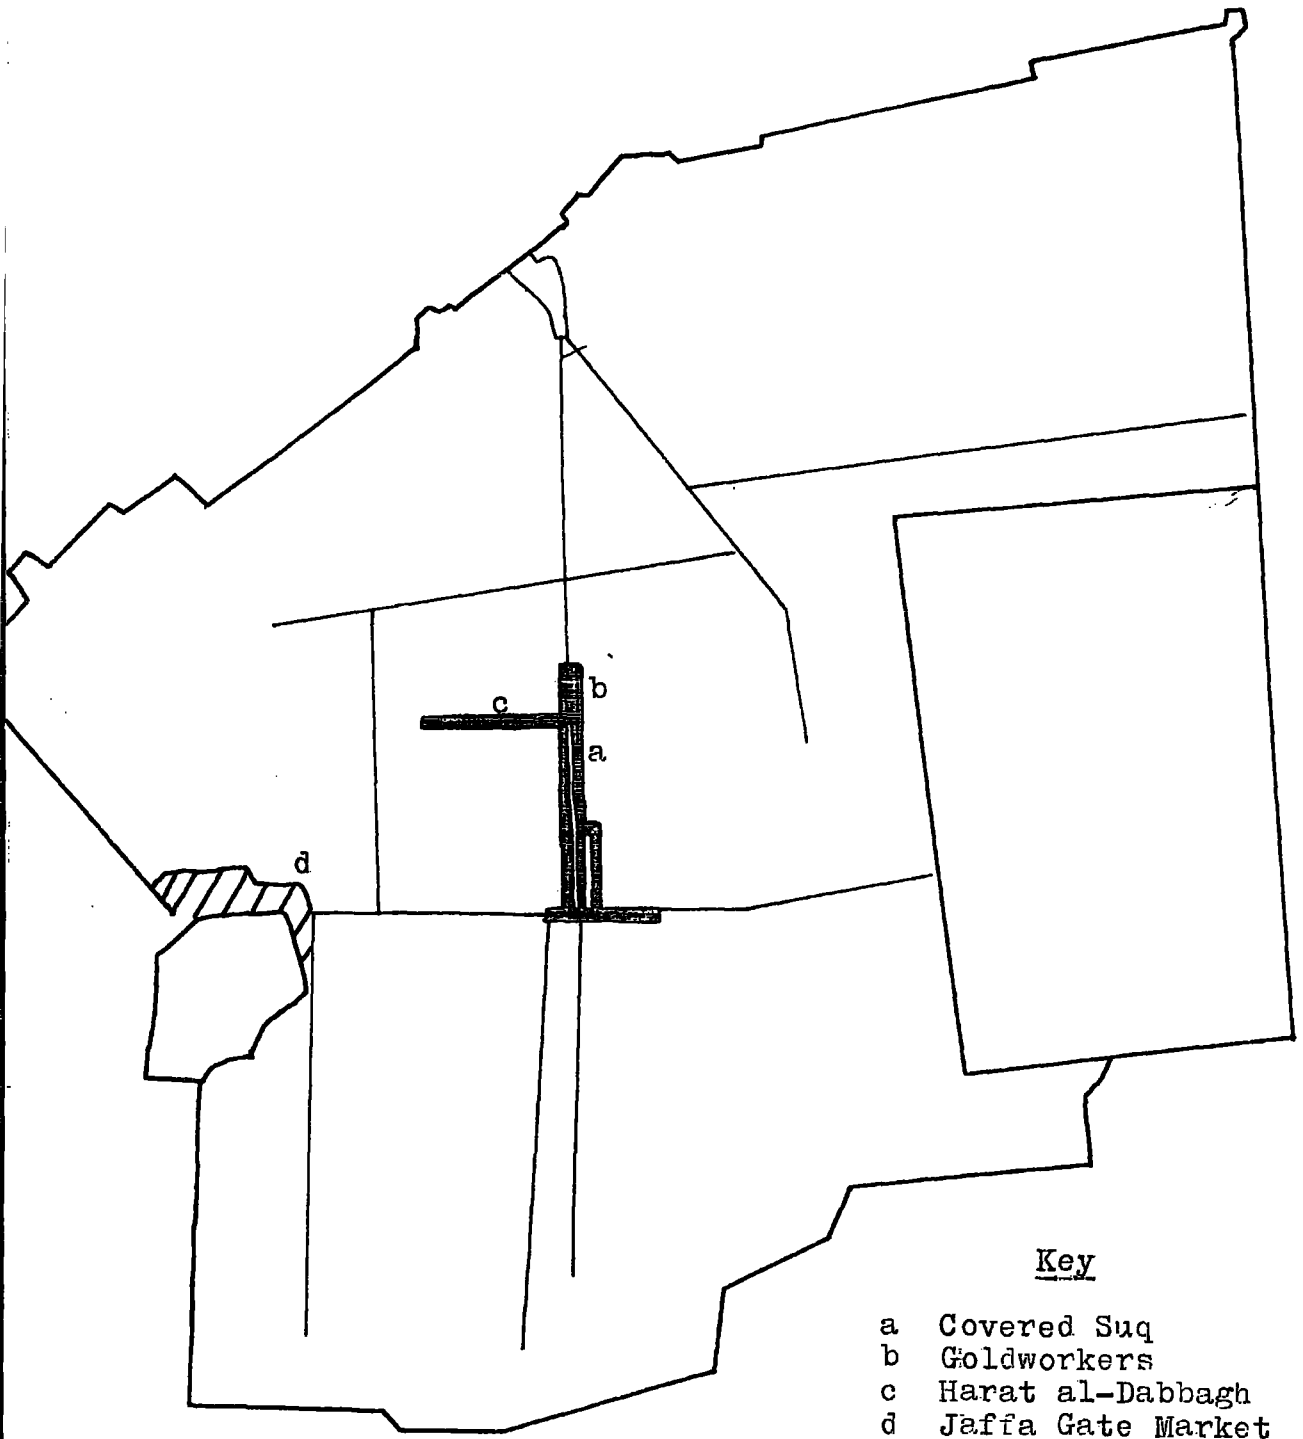 b
c
a
d
Key
a Covered Suq
b Goldworkers
c Harat al-Dabbagh
d Jaffa Gate Market